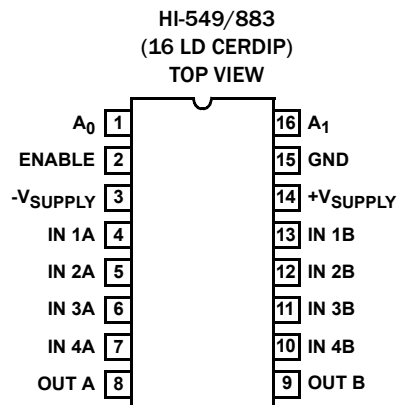 HI-549/883
(16 LD CERDIP)
TOP VIEW
A0 1 16 A1
ENABLE 2 15 GND
-VSUPPLY 3 14 +VSUPPLY
IN 1A 4 13 IN 1B
IN 2A 5 12 IN 2B
IN 3A 6 11 IN 3B
IN 4A 7 10 IN 4B
OUT A 8 9 OUT B